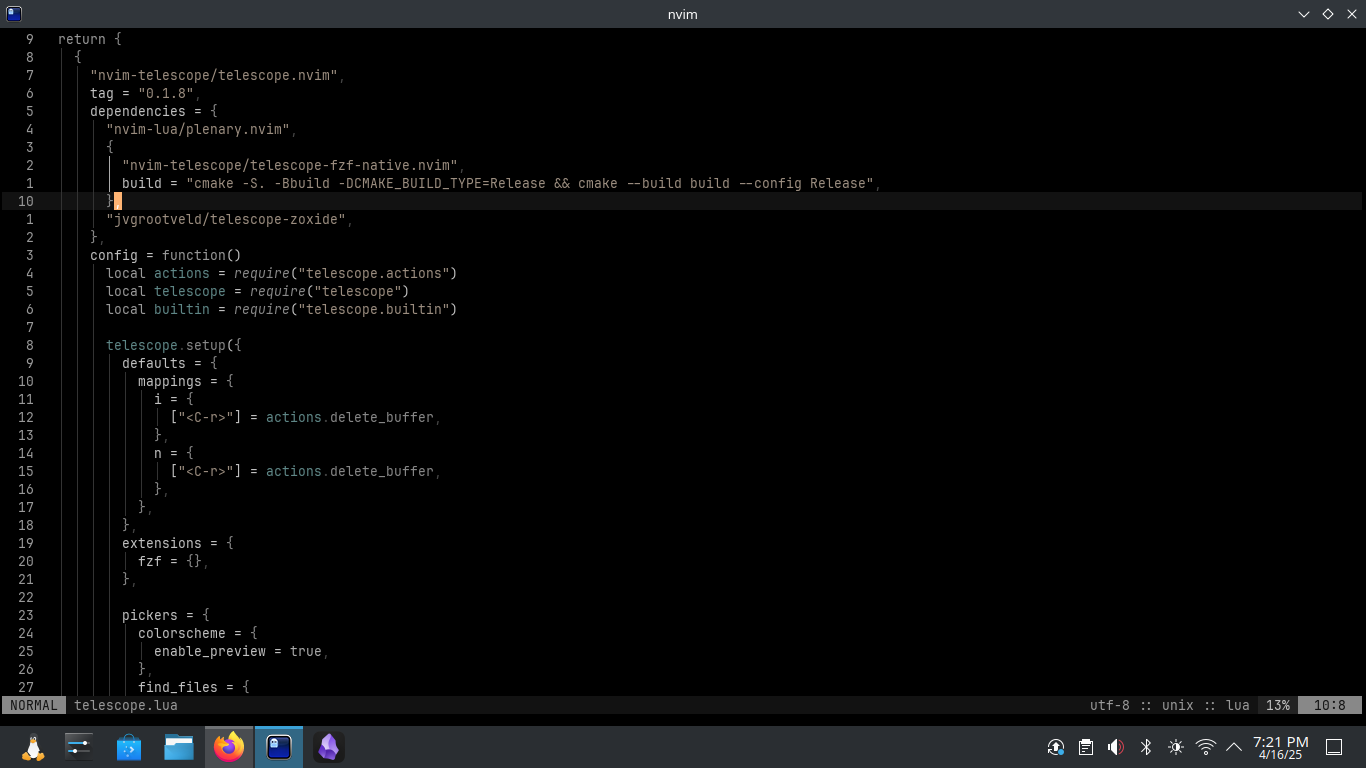 nvim
9 return {
8 {
7 "nvim-telescope/telescope.nvim",
6 tag = "0.1.8",
5 dependencies = {
4 "nvim-lua/plenary.nvim",
3 {
2 "nvim-telescope/telescope-fzf-native.nvim",
1 build = "cmake -S. -Bbuild -DCMAKE_BUILD_TYPE=Release && cmake --build build --config Release",
10 },
1 "jvgrootveld/telescope-zoxide",
2 },
3 config = function()
4 local actions = require("telescope.actions")
5 local telescope = require("telescope")
6 local builtin = require("telescope.builtin")
7
8 telescope.setup({
9 defaults = {
10 mappings = {
11 i = {
12 ["<C-r>"] = actions.delete_buffer,
13 },
14 n = {
15 ["<C-r>"] = actions.delete_buffer,
16 },
17 },
18 },
19 extensions = {
20 fzf = {},
21 },
22
23 pickers = {
24 colorscheme = {
25 enable_preview = true,
26 },
27 find_files = {
NORMAL telescope.lua utf-8 :: unix :: lua 13% 10:8
7:21 PM
4/16/25